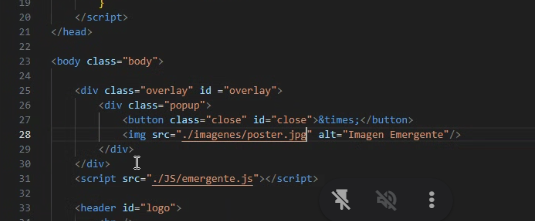 19 }
20 </script>
21 </head>
22
23 <body class="body">
24
25 <div class="overlay" id ="overlay">
26 <div class="popup">
27 <button class="close" id="close">&times;</button>
28 <img src="./imagenes/poster.jpg" alt="Imagen Emergente"/>
29 </div>
30 </div>
31 <script src="./JS/emergente.js"></script>
32
33 <header id="logo">